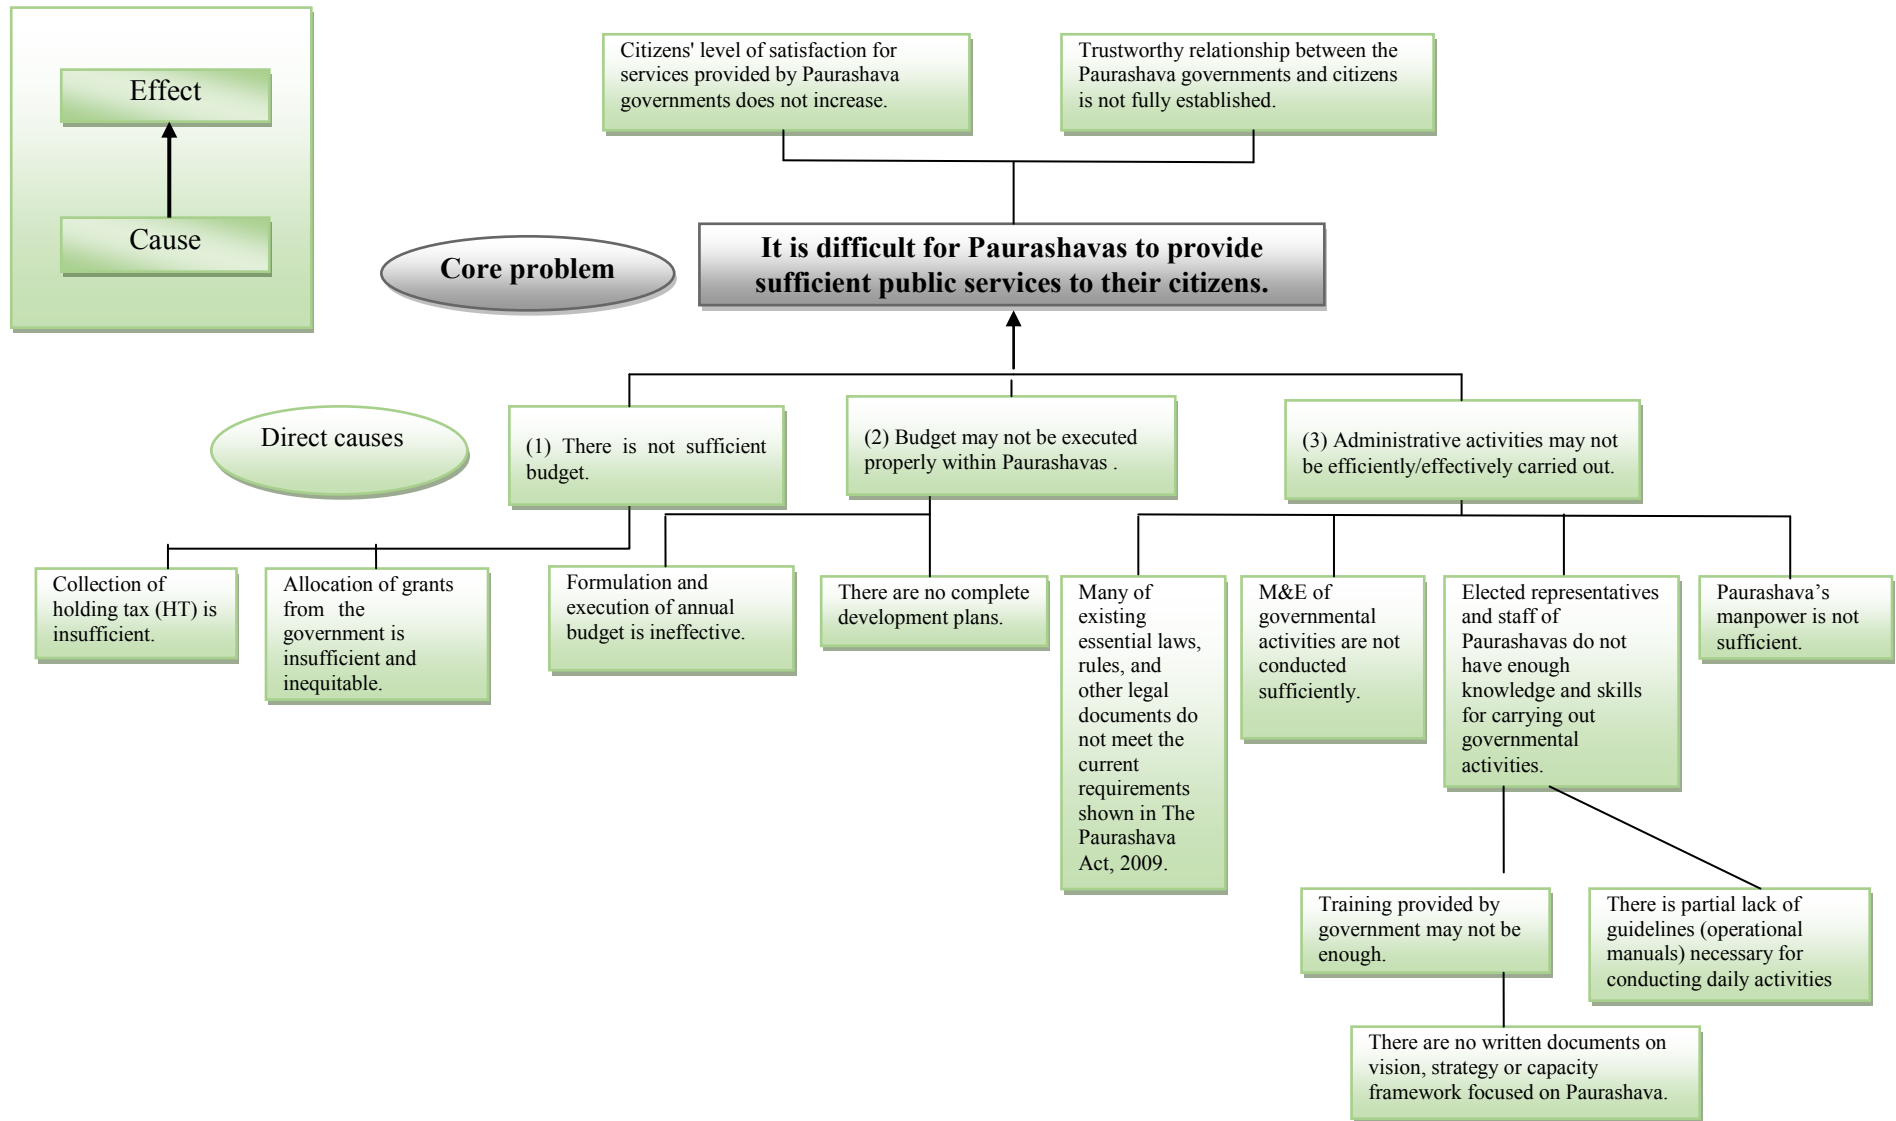 Effect
Cause
Citizens' level of satisfaction for
services provided by Paurashava
governments does not increase.
Trustworthy relationship between the
Paurashava governments and citizens
is not fully established.
Core problem
It is difficult for Paurashavas to provide
sufficient public services to their citizens.
Direct causes
(1) There is not sufficient
budget.
(2) Budget may not be executed
properly within Paurashavas .
(3) Administrative activities may not
be efficiently/effectively carried out.
Collection of
holding tax (HT) is
insufficient.
Allocation of grants
from the
government is
insufficient and
inequitable.
Formulation and
execution of annual
budget is ineffective.
There are no complete
development plans.
Many of
existing
essential laws,
rules, and
other legal
documents do
not meet the
current
requirements
shown in The
Paurashava
Act, 2009.
M&E of
governmental
activities are not
conducted
sufficiently.
Elected representatives
and staff of
Paurashavas do not
have enough
knowledge and skills
for carrying out
governmental
activities.
Paurashava’s
manpower is not
sufficient.
Training provided by
government may not be
enough.
There is partial lack of
guidelines (operational
manuals) necessary for
conducting daily activities
There are no written documents on
vision, strategy or capacity
framework focused on Paurashava.